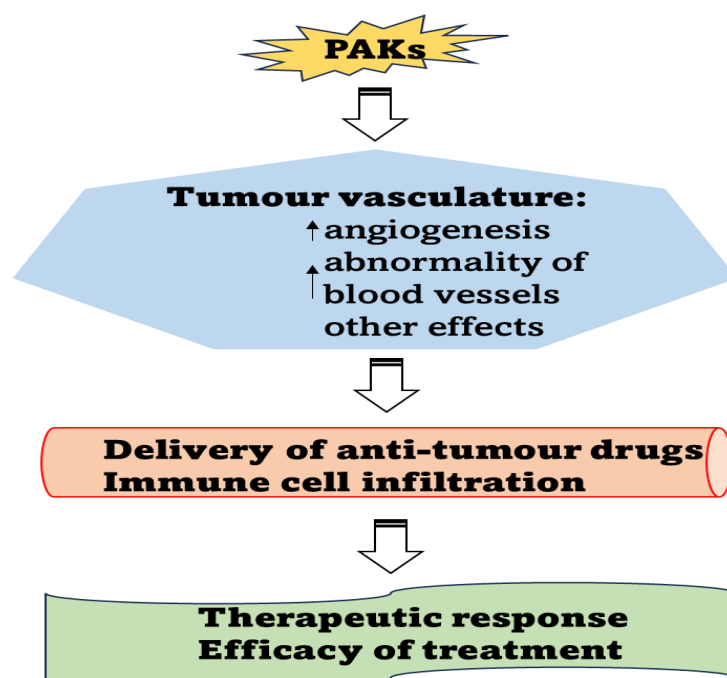 PAKs
Tumour vasculature:
angiogenesis
abnormality of
blood vessels
other effects
Delivery of anti-tumour drugs
Immune cell infiltration
Therapeutic response
Efficacy of treatment